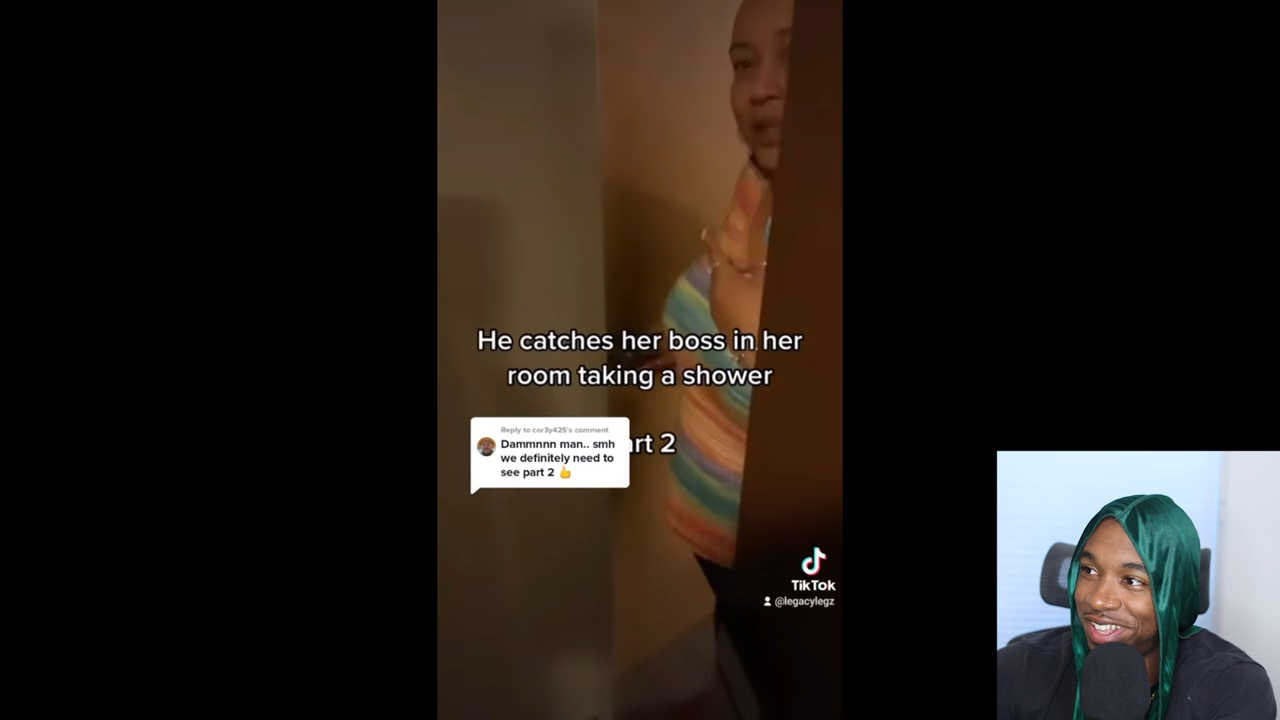 He catches her boss in her
room taking a shower
Reply to cor3y425's comment
Dammnnn man.. smh
we definitely need to
see part 2 👍
rt 2
TikTok
@legacylegz